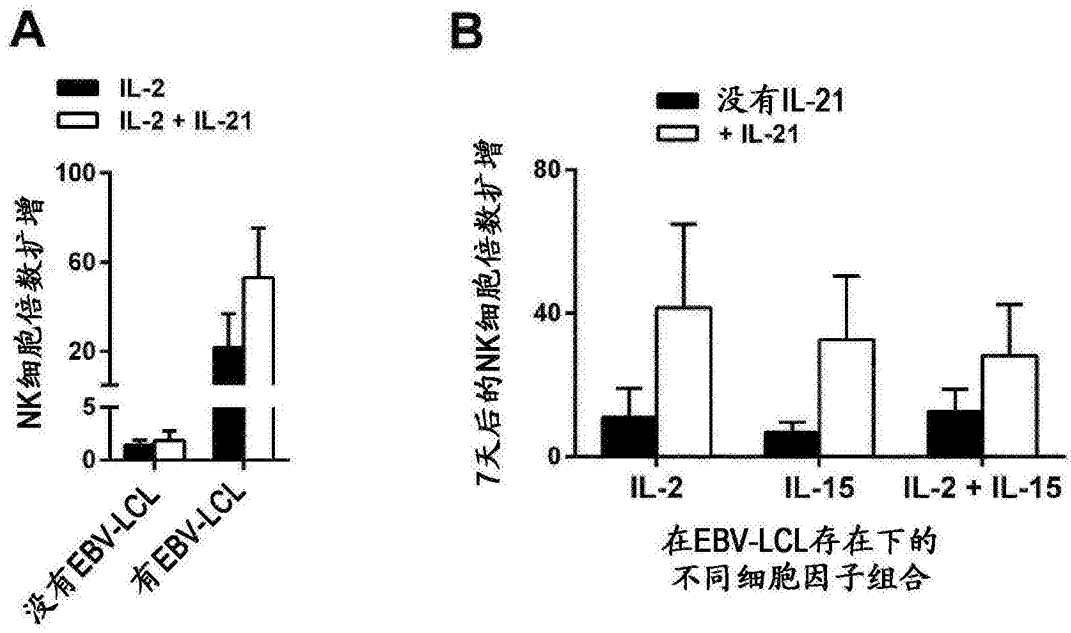 A
IL-2
IL-2 + IL-21
NK细胞倍数扩增
100
60
20
5
0
没有EBV-LCL
有EBV-LCL
B
没有IL-21
+ IL-21
7天后的NK细胞倍数扩增
80
40
0
IL-2
IL-15
IL-2 + IL-15
在EBV-LCL存在下的
不同细胞因子组合